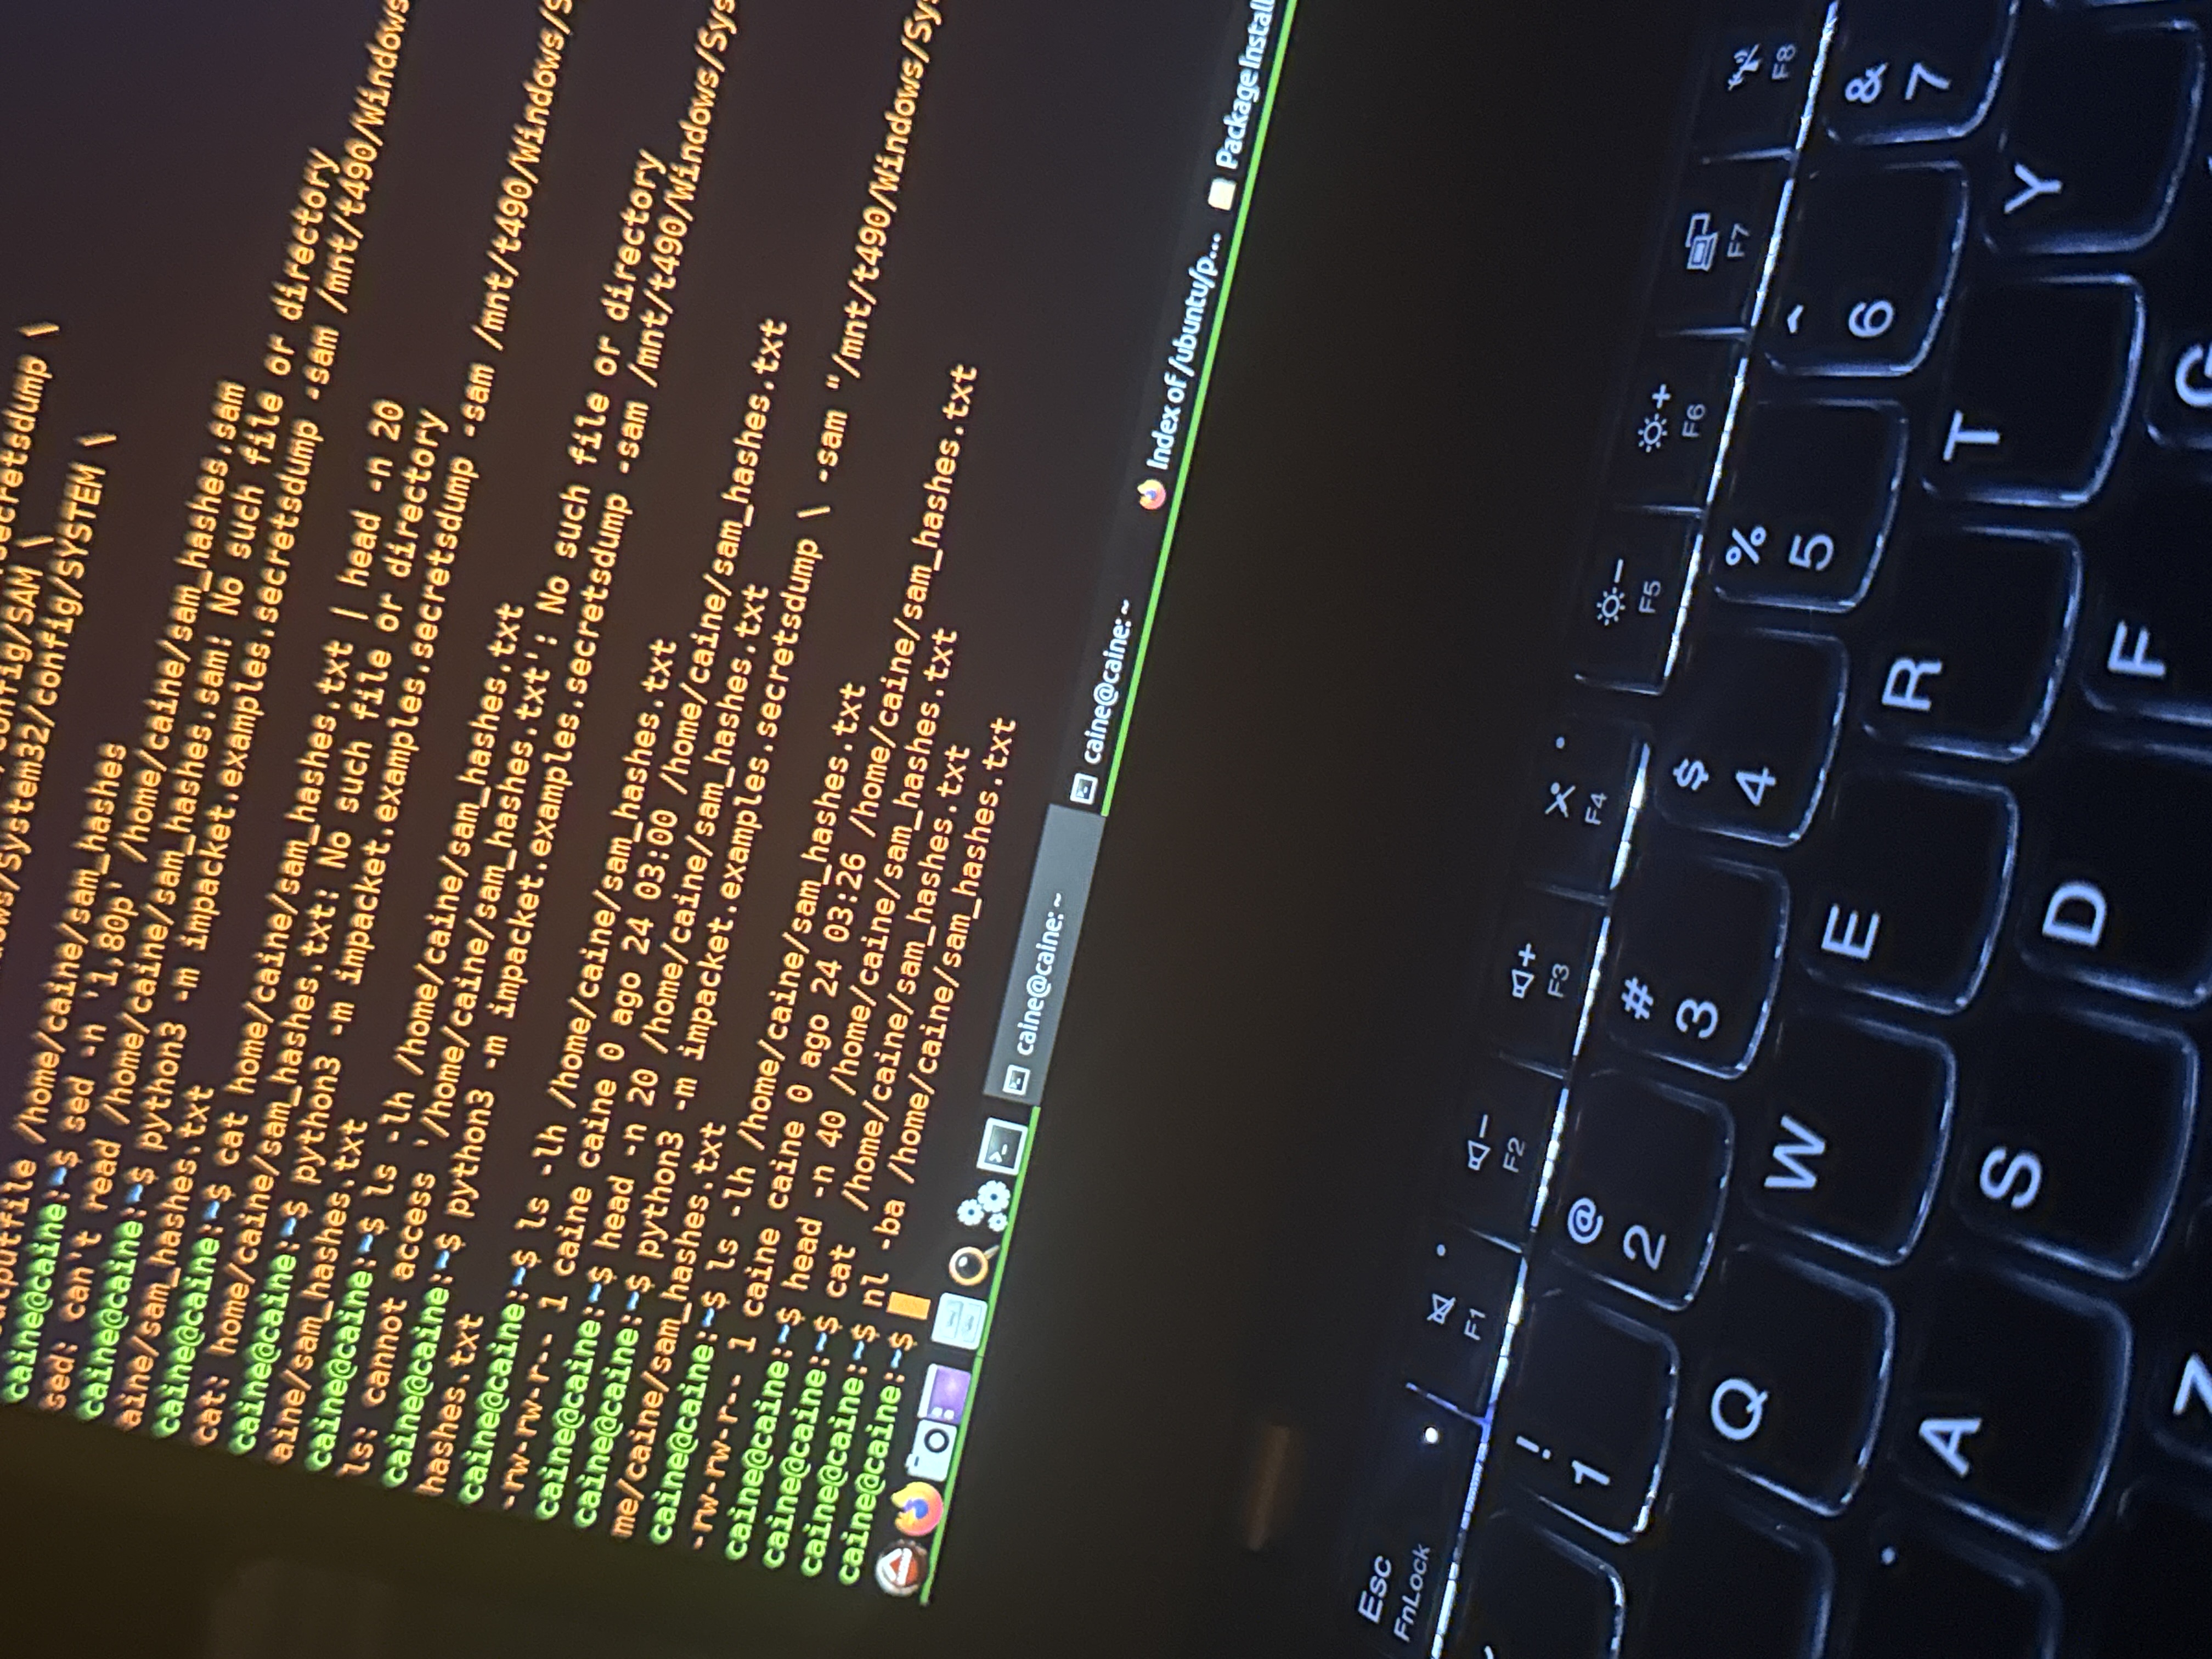 outputfile /home/caine/sam_hashes
config/SAM \
secretsdump \
/System32/config/SYSTEM \
caine@caine:~$ sed -n '1,80p' /home/caine/sam_hashes.sam
sed: can't read /home/caine/sam_hashes.sam: No such file or directory
caine@caine:~$ python3 -m impacket.examples.secretsdump -sam /mnt/t490/Windows
aine/sam_hashes.txt
caine@caine:~$ cat home/caine/sam_hashes.txt | head -n 20
cat: home/caine/sam_hashes.txt: No such file or directory
caine@caine:~$ python3 -m impacket.examples.secretsdump -sam /mnt/t490/Windows/S
aine/sam_hashes.txt
caine@caine:~$ ls -lh /home/caine/sam_hashes.txt
ls: cannot access '/home/caine/sam_hashes.txt': No such file or directory
caine@caine:~$ python3 -m impacket.examples.secretsdump -sam /mnt/t490/Windows/Sys
hashes.txt
caine@caine:~$ ls -lh /home/caine/sam_hashes.txt
-rw-rw-r-- 1 caine caine 0 ago 24 03:00 /home/caine/sam_hashes.txt
caine@caine:~$ head -n 20 /home/caine/sam_hashes.txt
caine@caine:~$ python3 -m impacket.examples.secretsdump \ -sam "/mnt/t490/Windows/Sys
me/caine/sam_hashes.txt
caine@caine:~$ ls -lh /home/caine/sam_hashes.txt
-rw-rw-r-- 1 caine caine 0 ago 24 03:26 /home/caine/sam_hashes.txt
caine@caine:~$ head -n 40 /home/caine/sam_hashes.txt
caine@caine:~$ cat  /home/caine/sam_hashes.txt
caine@caine:~$ nl -ba /home/caine/sam_hashes.txt
caine@caine:~$
caine@caine: ~
caine@caine: ~
Index of /ubuntu/p...
Package Install
Esc
FnLock
F1
F2
F3
F4
F5
F6
F7
F8
! 1
@ 2
# 3
$ 4
% 5
^ 6
& 7
Q W E R T Y
A S D F G
Z